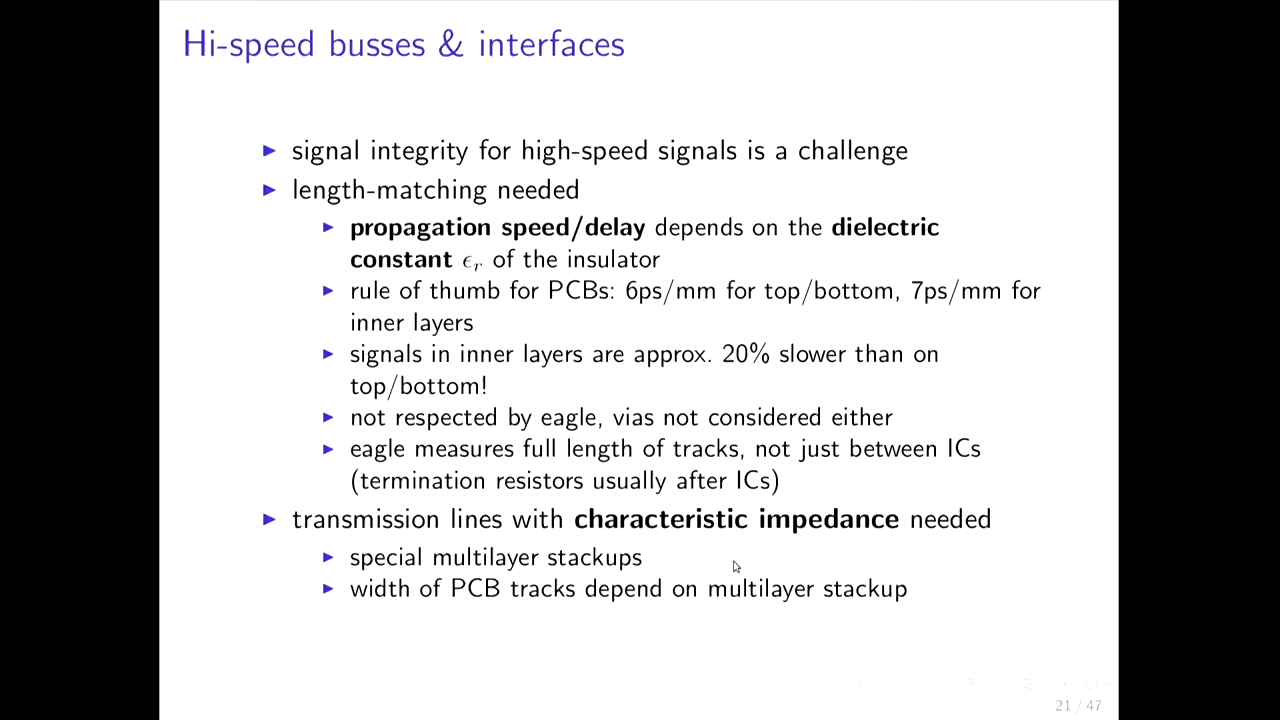 Hi-speed busses & interfaces
▶ signal integrity for high-speed signals is a challenge
▶ length-matching needed
▶ propagation speed/delay depends on the dielectric
constant ϵᵣ of the insulator
▶ rule of thumb for PCBs: 6ps/mm for top/bottom, 7ps/mm for
inner layers
▶ signals in inner layers are approx. 20% slower than on
top/bottom!
▶ not respected by eagle, vias not considered either
▶ eagle measures full length of tracks, not just between ICs
(termination resistors usually after ICs)
▶ transmission lines with characteristic impedance needed
▶ special multilayer stackups
▶ width of PCB tracks depend on multilayer stackup
21 / 47